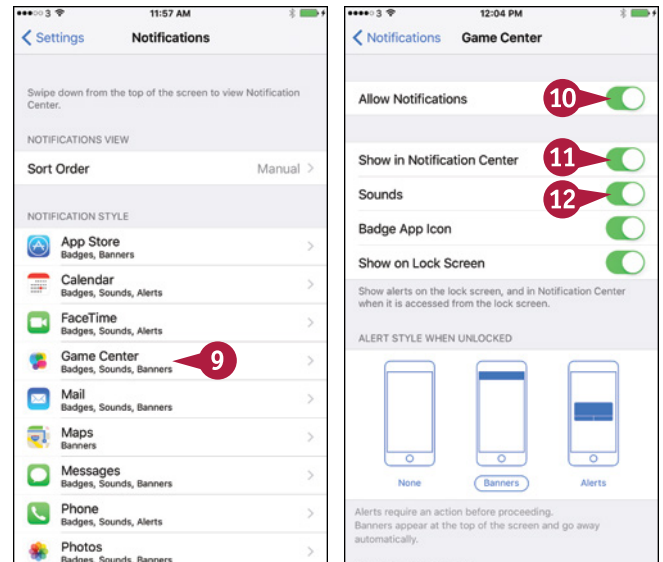 3 11:57 AM
Settings Notifications
Swipe down from the top of the screen to view Notification
Center.
NOTIFICATIONS VIEW
Sort Order Manual
NOTIFICATION STYLE
App Store
Badges, Banners
Calendar
Badges, Sounds, Alerts
FaceTime
Badges, Sounds, Alerts
Game Center
Badges, Sounds, Banners
9
Mail
Badges, Sounds, Banners
Maps
Banners
Messages
Badges, Sounds, Banners
Phone
Badges, Sounds, Alerts
Photos
Badges, Sounds, Banners
3 12:04 PM
Notifications Game Center
Allow Notifications 10
Show in Notification Center 11
Sounds 12
Badge App Icon
Show on Lock Screen
Show alerts on the lock screen, and in Notification Center
when it is accessed from the lock screen.
ALERT STYLE WHEN UNLOCKED
None Banners Alerts
Alerts require an action before proceeding.
Banners appear at the top of the screen and go away
automatically.